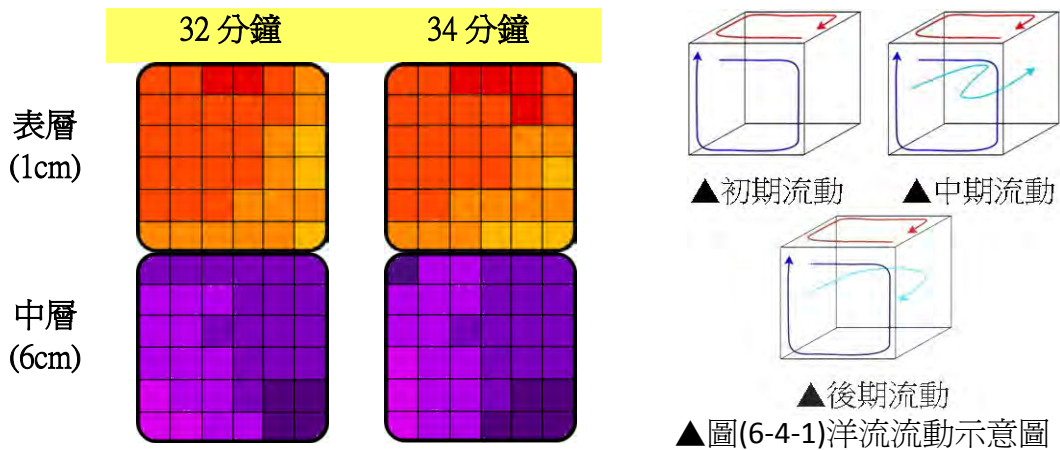 32 分鐘
34 分鐘
表層
(1cm)
中層
(6cm)
▲初期流動
▲中期流動
▲後期流動
▲圖(6-4-1)洋流流動示意圖